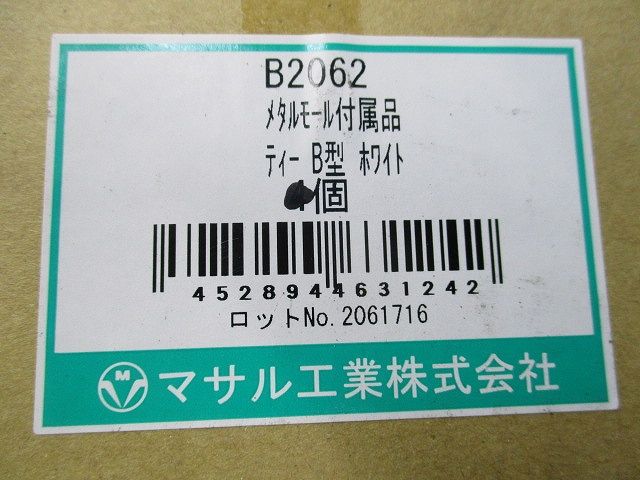 B2062
ﾒﾀﾙﾓｰﾙ付属品
ﾃｨｰ B型 ﾎﾜｲﾄ
個
4528944631242
ロットNo. 2061716
M マサル工業株式会社